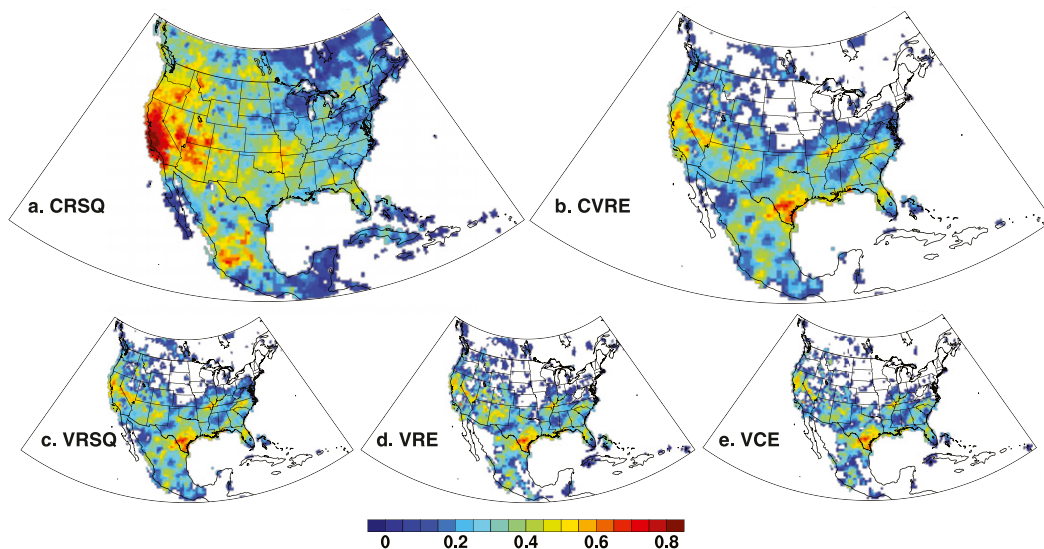 a. CRSQ
b. CVRE
c. VRSQ
d. VRE
e. VCE
0 0.2 0.4 0.6 0.8